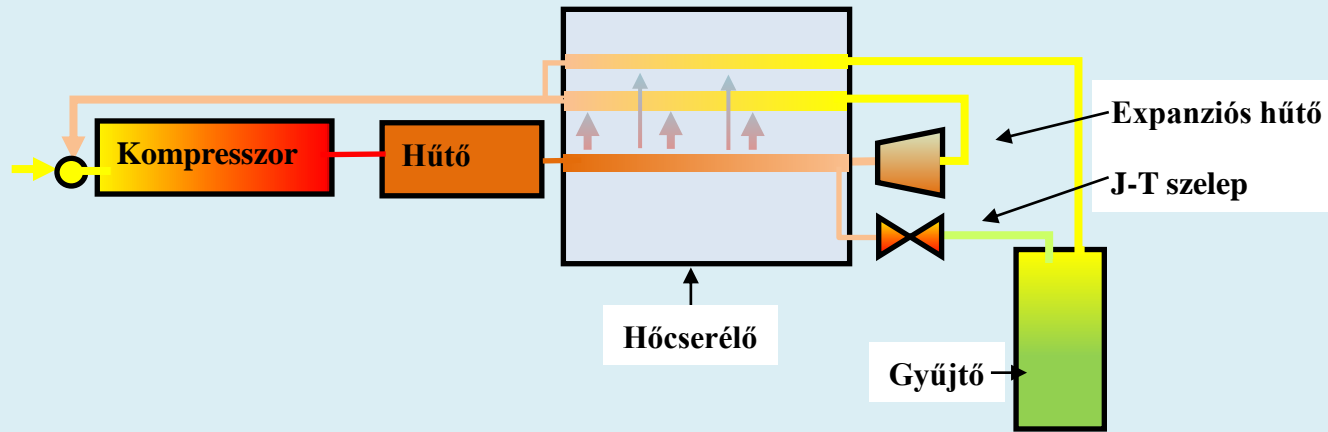 Kompresszor
Hűtő
Expanziós hűtő
J-T szelep
Hőcserélő
Gyűjtő